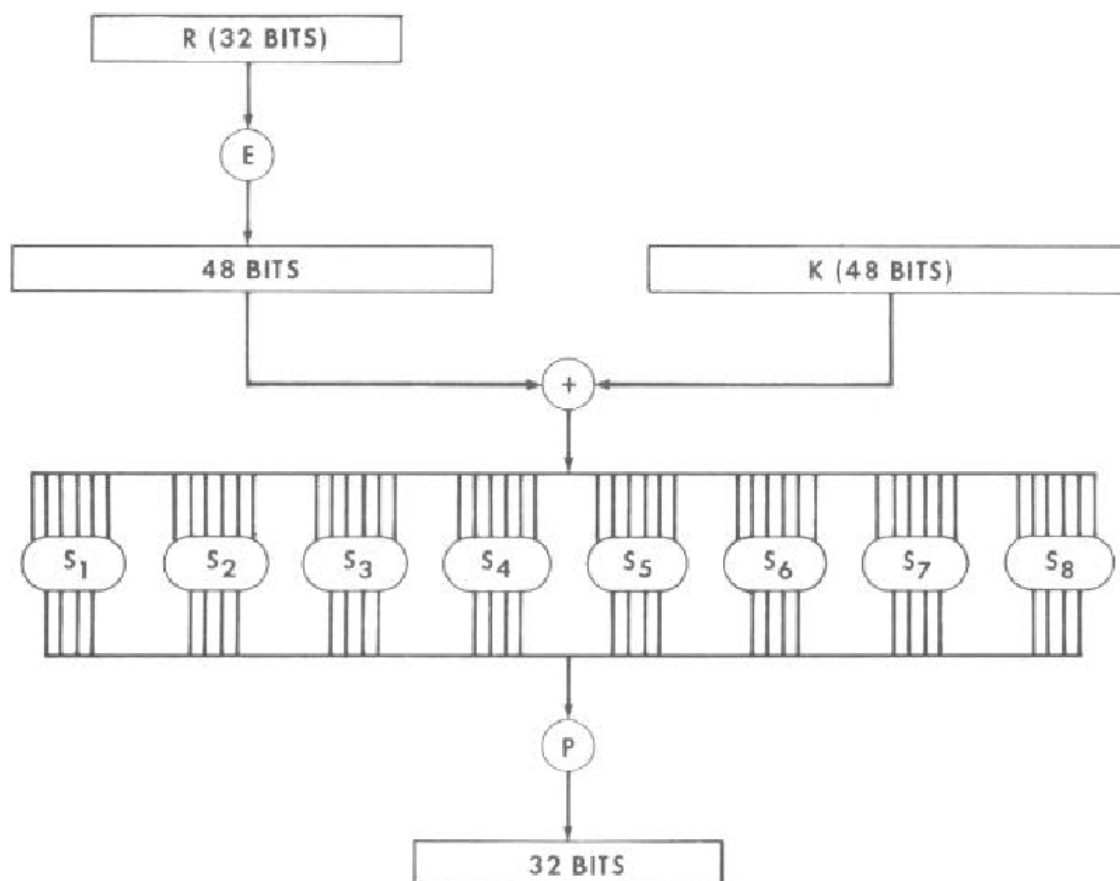 R (32 BITS)
E
48 BITS
K (48 BITS)
+
S1 S2 S3 S4 S5 S6 S7 S8
P
32 BITS